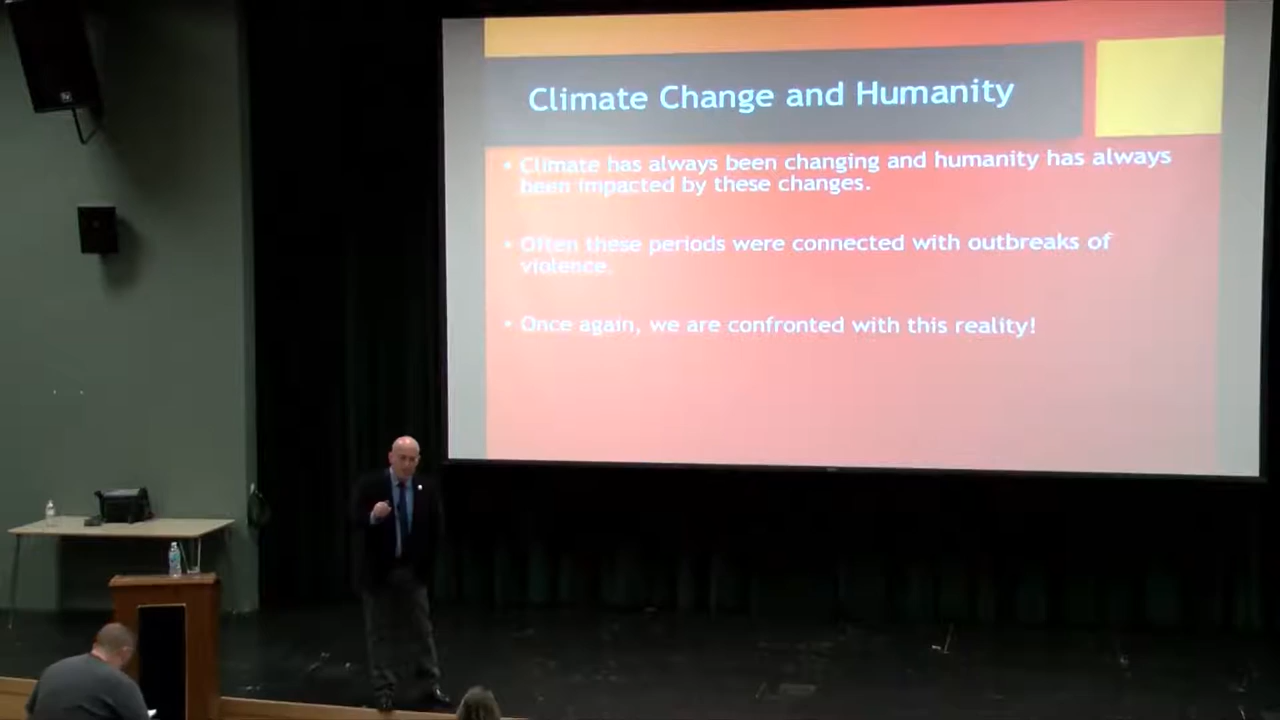 Climate Change and Humanity
• Climate has always been changing and humanity has always
been impacted by these changes.
• Often these periods were connected with outbreaks of
violence.
• Once again, we are confronted with this reality!